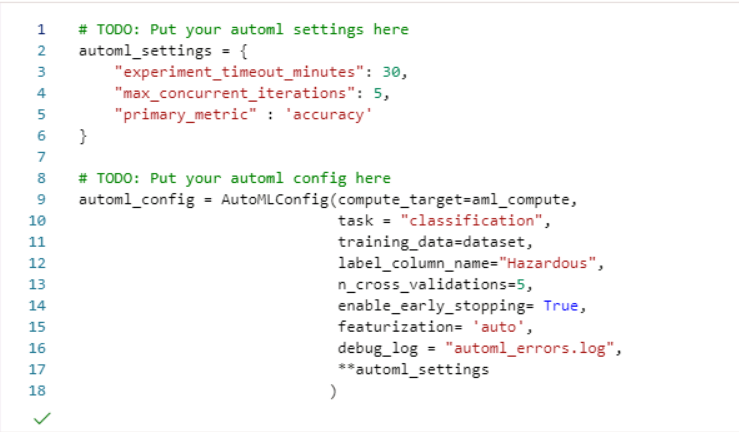 1 # TODO: Put your automl settings here
2 automl_settings = {
3     "experiment_timeout_minutes": 30,
4     "max_concurrent_iterations": 5,
5     "primary_metric" : 'accuracy'
6 }
7
8 # TODO: Put your automl config here
9 automl_config = AutoMLConfig(compute_target=aml_compute,
10                              task = "classification",
11                              training_data=dataset,
12                              label_column_name="Hazardous",
13                              n_cross_validations=5,
14                              enable_early_stopping= True,
15                              featurization= 'auto',
16                              debug_log = "automl_errors.log",
17                              **automl_settings
18                             )